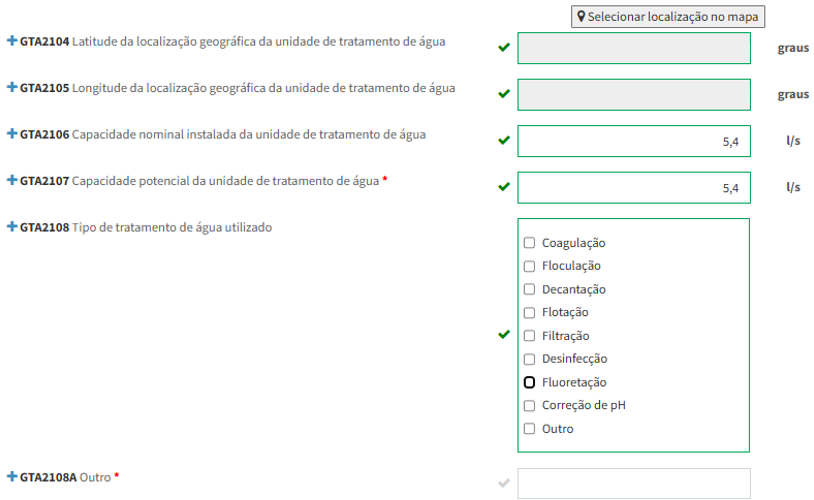 Selecionar localização no mapa
GTA2104 Latitude da localização geográfica da unidade de tratamento de água graus
GTA2105 Longitude da localização geográfica da unidade de tratamento de água graus
GTA2106 Capacidade nominal instalada da unidade de tratamento de água 5,4 l/s
GTA2107 Capacidade potencial da unidade de tratamento de água * 5,4 l/s
GTA2108 Tipo de tratamento de água utilizado
Coagulação
Floculação
Decantação
Flotação
Filtração
Desinfecção
Fluoretação
Correção de pH
Outro
GTA2108A Outro *